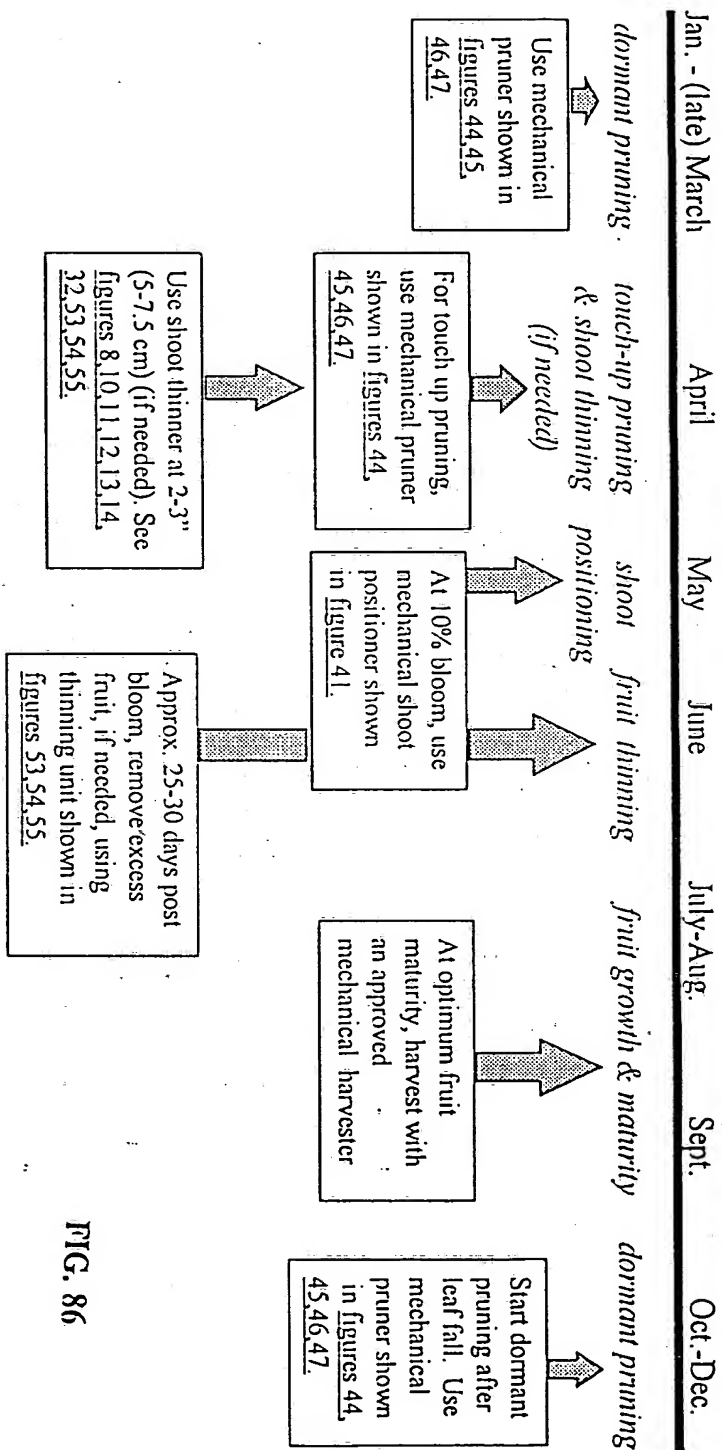 Jan. - (late) March
April
May
June
July-Aug.
Sept.
Oct.-Dec.
dormant pruning
touch-up pruning
& shoot thinning
(if needed)
shoot
positioning
fruit thinning
fruit growth & maturity
dormant pruning
Use mechanical
pruner shown in
figures 44,45,
46,47.
For touch up pruning,
use mechanical pruner
shown in figures 44,
45,46,47.
Use shoot thinner at 2-3"
(5-7.5 cm) (if needed). See
figures 8,10,11,12,13,14,
32,53,54,55.
At 10% bloom, use
mechanical shoot
positioner shown
in figure 41.
Approx. 25-30 days post
bloom, remove excess
fruit, if needed, using
thinning unit shown in
figures 53,54,55.
At optimum fruit
maturity, harvest with
an approved
mechanical harvester
Start dormant
pruning after
leaf fall. Use
mechanical
pruner shown
in figures 44,
45,46,47.
FIG. 86